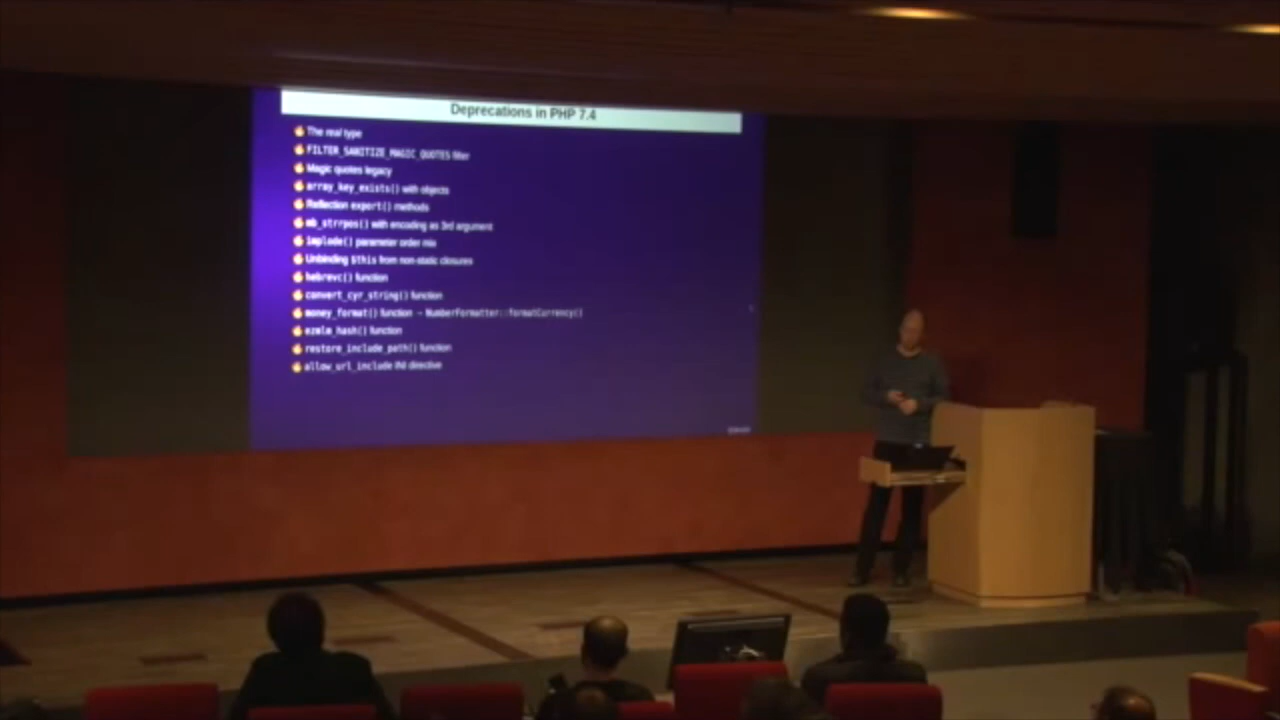 Deprecations in PHP 7.4
The real type
FILTER_SANITIZE_MAGIC_QUOTES filter
Magic quotes legacy
array_key_exists() with objects
Reflection export() methods
mb_strrpos() with encoding as 3rd argument
implode() parameter order mix
Unbinding $this from non-static closures
hebrevc() function
convert_cyr_string() function
money_format() function → NumberFormatter::formatCurrency()
ezmlm_hash() function
restore_include_path() function
allow_url_include INI directive